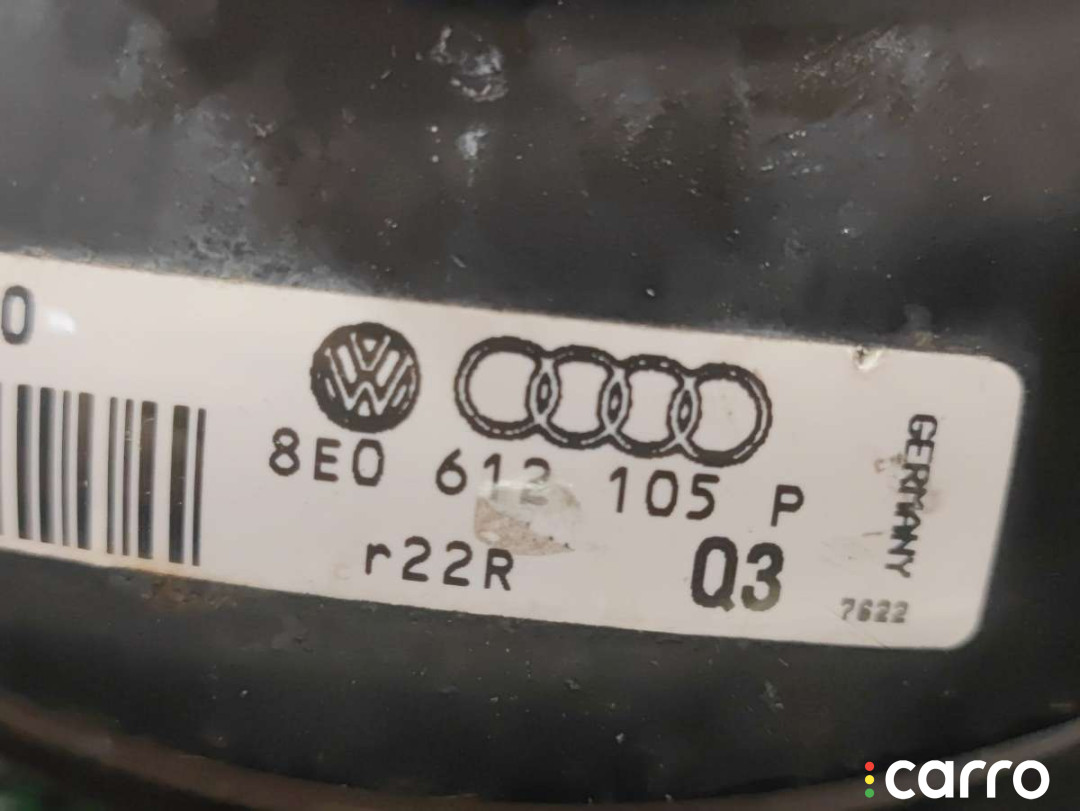 0
8E0 612 105 P
r22R Q3
GERMANY
7622
carro